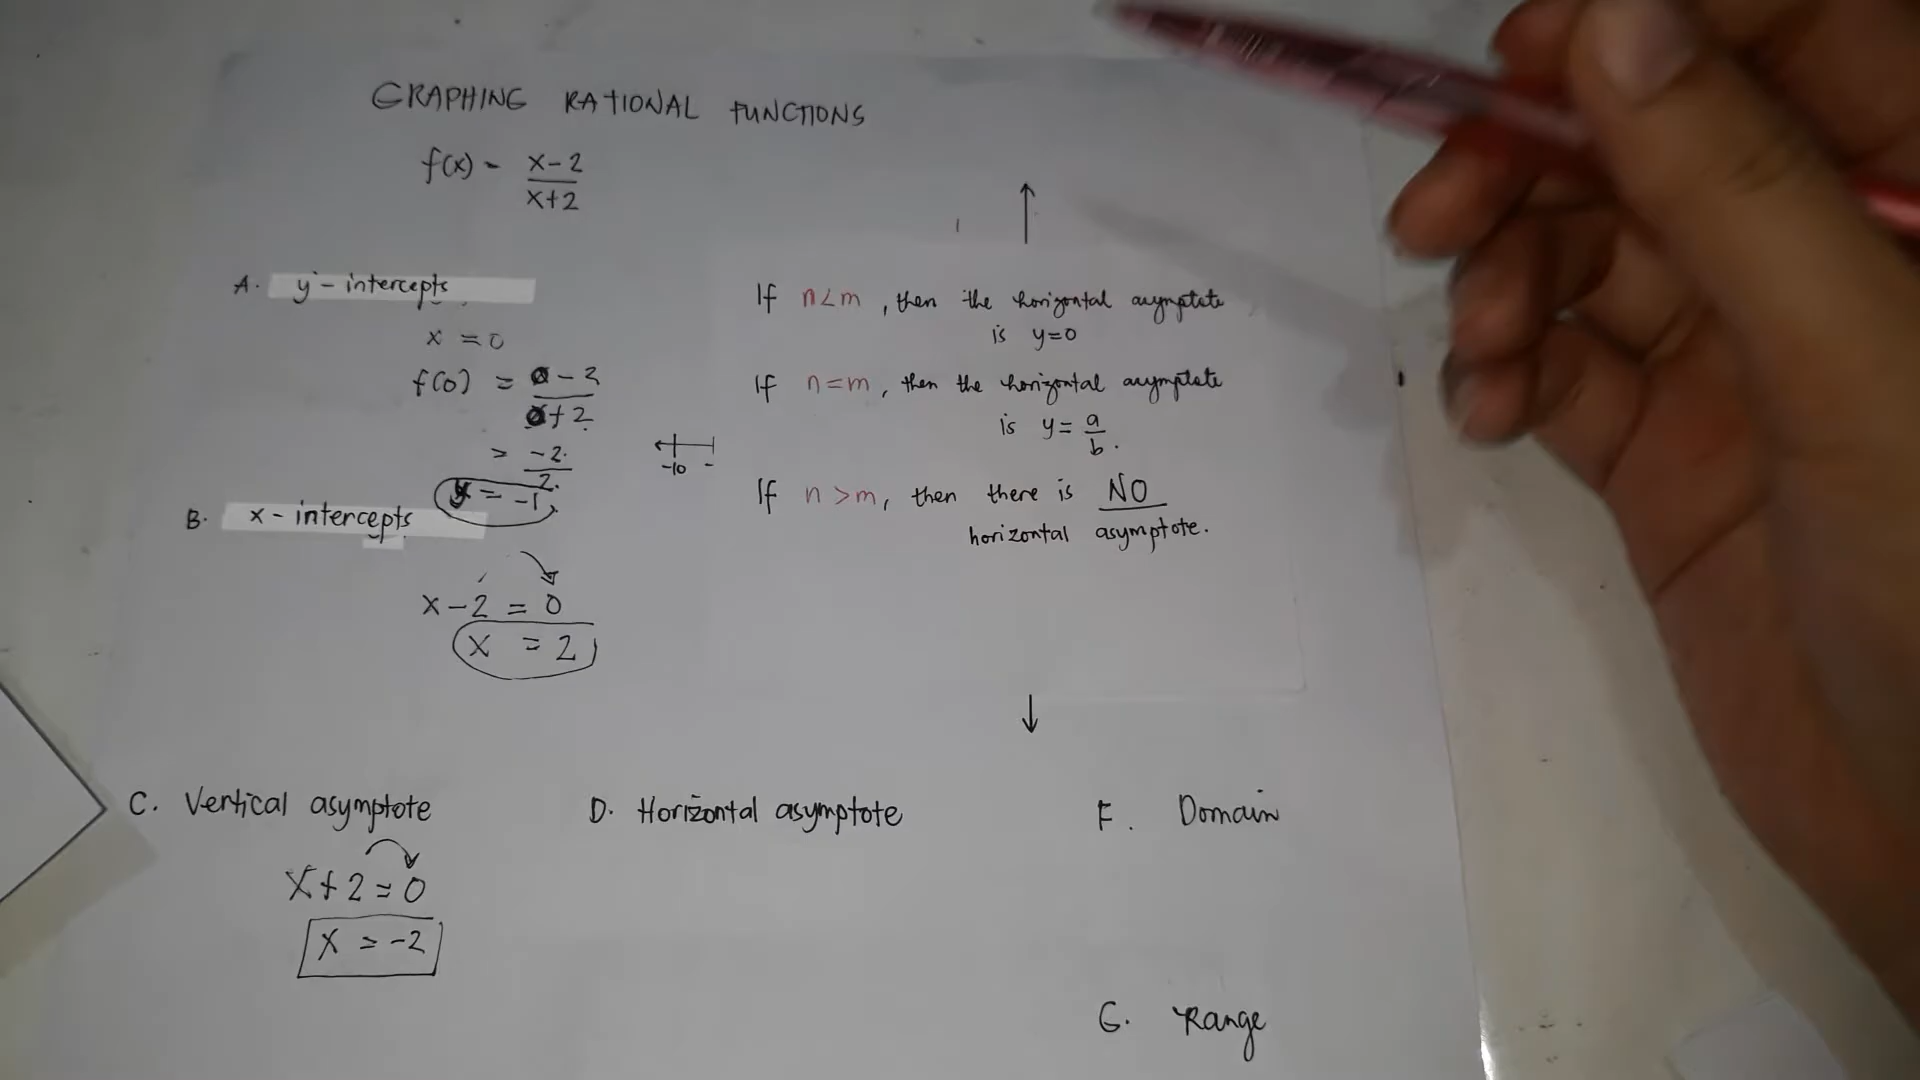 GRAPHING RATIONAL FUNCTIONS
f(x) - x-2
x+2
A. y-intercepts
x = 0
f(0) = 0-2
0+2
= -2
2
y = -1
B. x-intercepts
x-2 = 0
x = 2
-10 -
If n<m, then the horizontal asymptote
is y=0
If n=m, then the horizontal asymptote
is y= a
b.
If n>m, then there is NO
horizontal asymptote.
C. Vertical asymptote
x+2=0
x = -2
D. Horizontal asymptote
F. Domain
G. Range